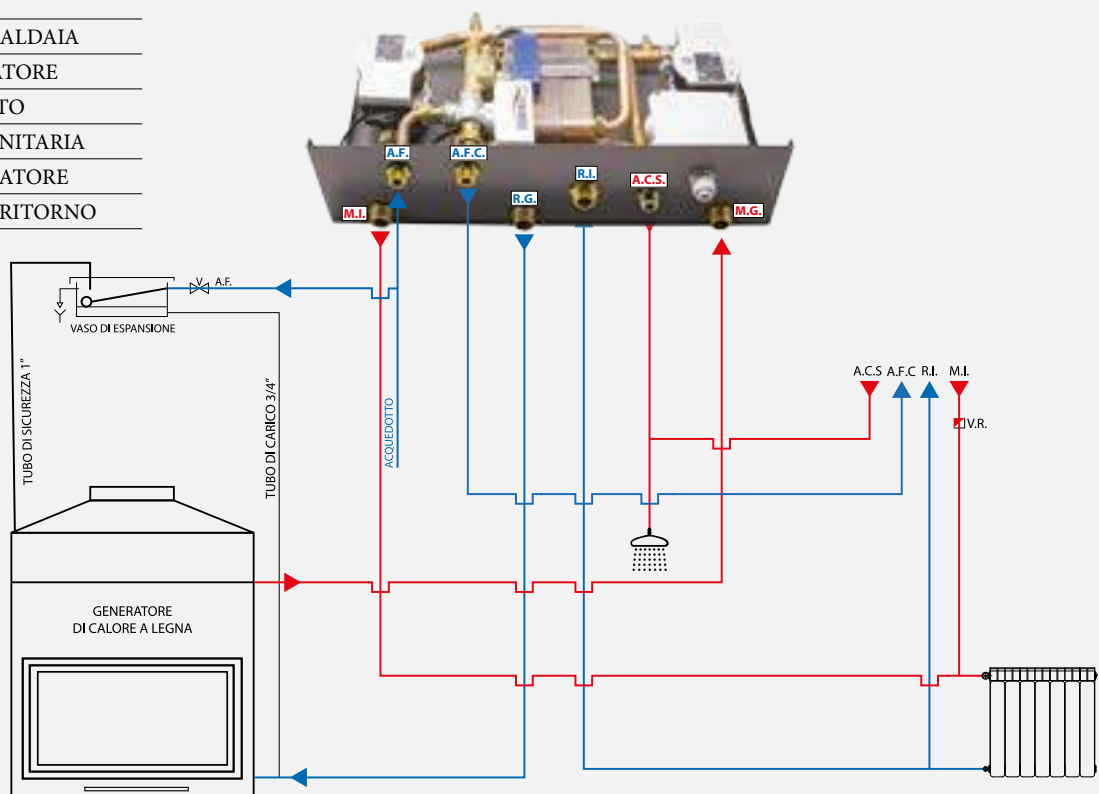 ALDAIA
ATORE
TO
NITARIA
ATORE
RITORNO
A.F.
A.F.C.
R.I.
A.C.S.
M.I.
R.G.
M.G.
V
A.F.
VASO DI ESPANSIONE
TUBO DI SICUREZZA 1"
TUBO DI CARICO 3/4"
ACQUEDOTTO
A.C.S
A.F.C
R.I.
M.I.
V.R.
GENERATORE
DI CALORE A LEGNA